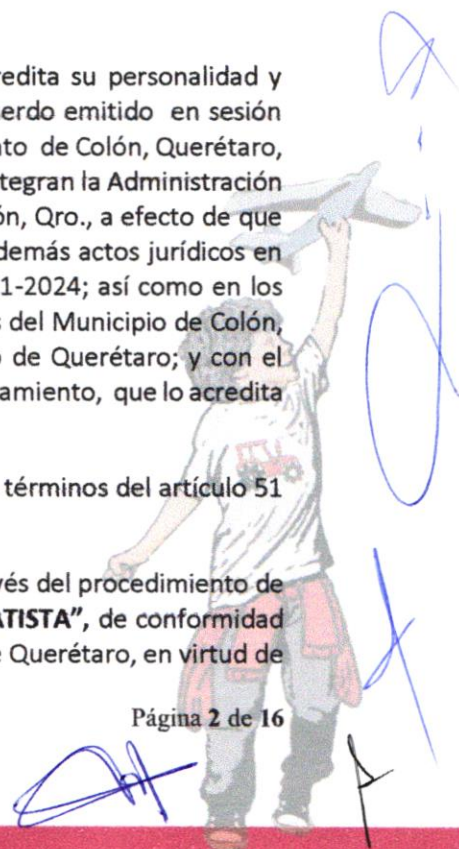 redita su personalidad y
erdo emitido en sesión
to de Colón, Querétaro,
tegran la Administración
ón, Qro., a efecto de que
demás actos jurídicos en
1-2024; así como en los
s del Municipio de Colón,
o de Querétaro; y con el
amiento, que lo acredita
términos del artículo 51
vés del procedimiento de
ATISTA", de conformidad
e Querétaro, en virtud de
Página 2 de 16